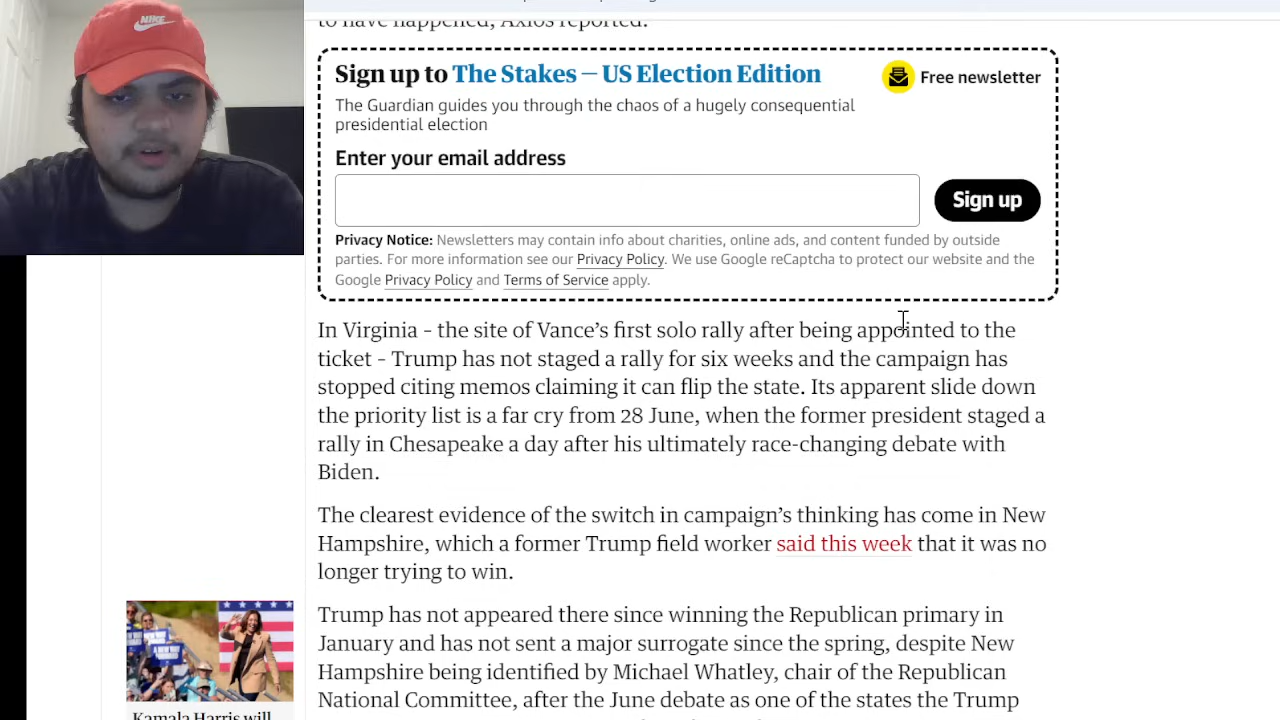 to have happened, Axios reported.
NIKE
Sign up to The Stakes – US Election Edition
Free newsletter
The Guardian guides you through the chaos of a hugely consequential
presidential election
Enter your email address
Sign up
Privacy Notice: Newsletters may contain info about charities, online ads, and content funded by outside
parties. For more information see our Privacy Policy. We use Google reCaptcha to protect our website and the
Google Privacy Policy and Terms of Service apply.
In Virginia – the site of Vance’s first solo rally after being appointed to the
ticket – Trump has not staged a rally for six weeks and the campaign has
stopped citing memos claiming it can flip the state. Its apparent slide down
the priority list is a far cry from 28 June, when the former president staged a
rally in Chesapeake a day after his ultimately race-changing debate with
Biden.
The clearest evidence of the switch in campaign’s thinking has come in New
Hampshire, which a former Trump field worker said this week that it was no
longer trying to win.
Trump has not appeared there since winning the Republican primary in
January and has not sent a major surrogate since the spring, despite New
Hampshire being identified by Michael Whatley, chair of the Republican
National Committee, after the June debate as one of the states the Trump
Kamala Harris will